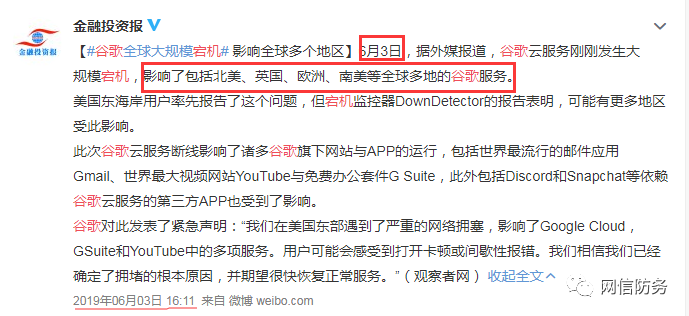 金融投资报
【#谷歌全球大规模宕机# 影响全球多个地区】6月3日，据外媒报道，谷歌云服务刚刚发生大
规模宕机，影响了包括北美、英国、欧洲、南美等全球多地的谷歌服务。
美国东海岸用户率先报告了这个问题，但宕机监控器DownDetector的报告表明，可能有更多地区
受此影响。
此次谷歌云服务断线影响了诸多谷歌旗下网站与APP的运行，包括世界最流行的邮件应用
Gmail、世界最大视频网站YouTube与免费办公套件G Suite，此外包括Discord和Snapchat等依赖
谷歌云服务的第三方APP也受到了影响。
谷歌对此发表了紧急声明：“我们在美国东部遇到了严重的网络拥塞，影响了Google Cloud，
GSuite和YouTube中的多项服务。用户可能会感受到打开卡顿或间歇性报错。我们相信我们已经
确定了拥堵的根本原因，并期望很快恢复正常服务。”（观察者网） 收起全文
2019年06月03日 16:11 来自 微博 weibo.com
网信防务
金融投资报